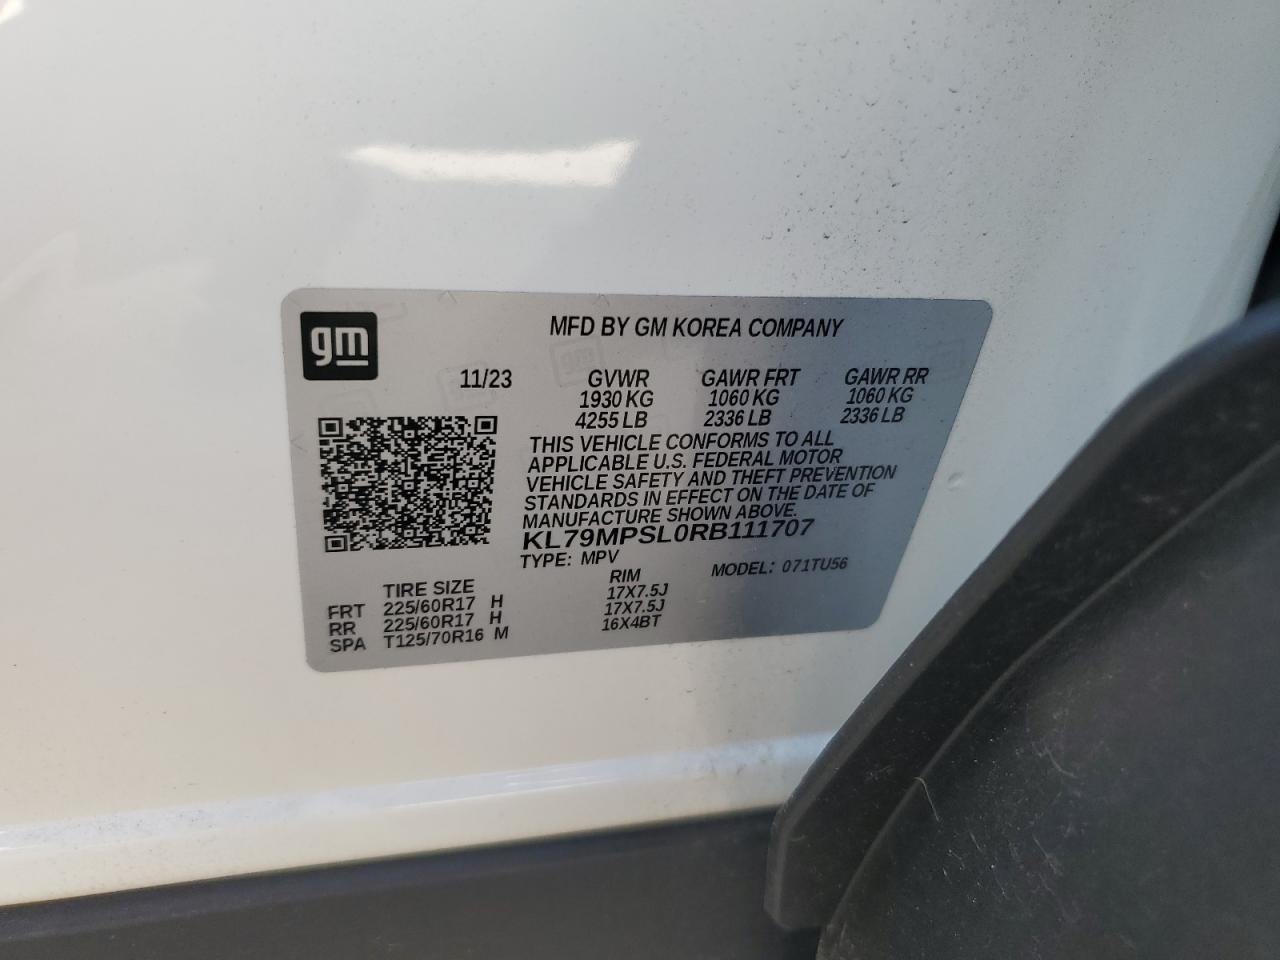 gm
MFD BY GM KOREA COMPANY
11/23 GVWR GAWR FRT GAWR RR
1930 KG 1060 KG 1060 KG
4255 LB 2336 LB 2336 LB
THIS VEHICLE CONFORMS TO ALL
APPLICABLE U.S. FEDERAL MOTOR
VEHICLE SAFETY AND THEFT PREVENTION
STANDARDS IN EFFECT ON THE DATE OF
MANUFACTURE SHOWN ABOVE.
KL79MPSL0RB111707
TYPE: MPV MODEL: 071TU56
TIRE SIZE RIM
FRT 225/60R17 H 17X7.5J
RR 225/60R17 H 17X7.5J
SPA T125/70R16 M 16X4BT